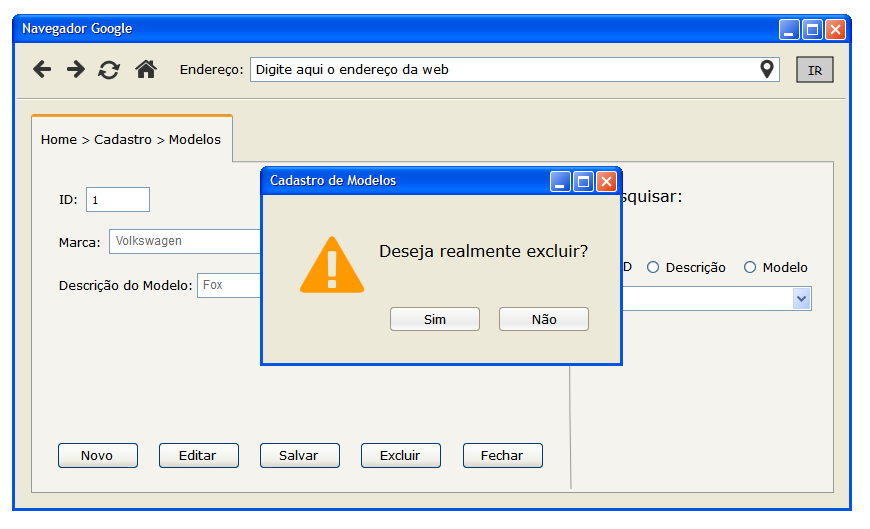 Navegador Google
Endereço: Digite aqui o endereço da web IR
Home > Cadastro > Modelos
Cadastro de Modelos
squisar:
ID: 1
Marca: Volkswagen
Deseja realmente excluir?
D Descrição Modelo
Descrição do Modelo: Fox
Sim Não
Novo Editar Salvar Excluir Fechar